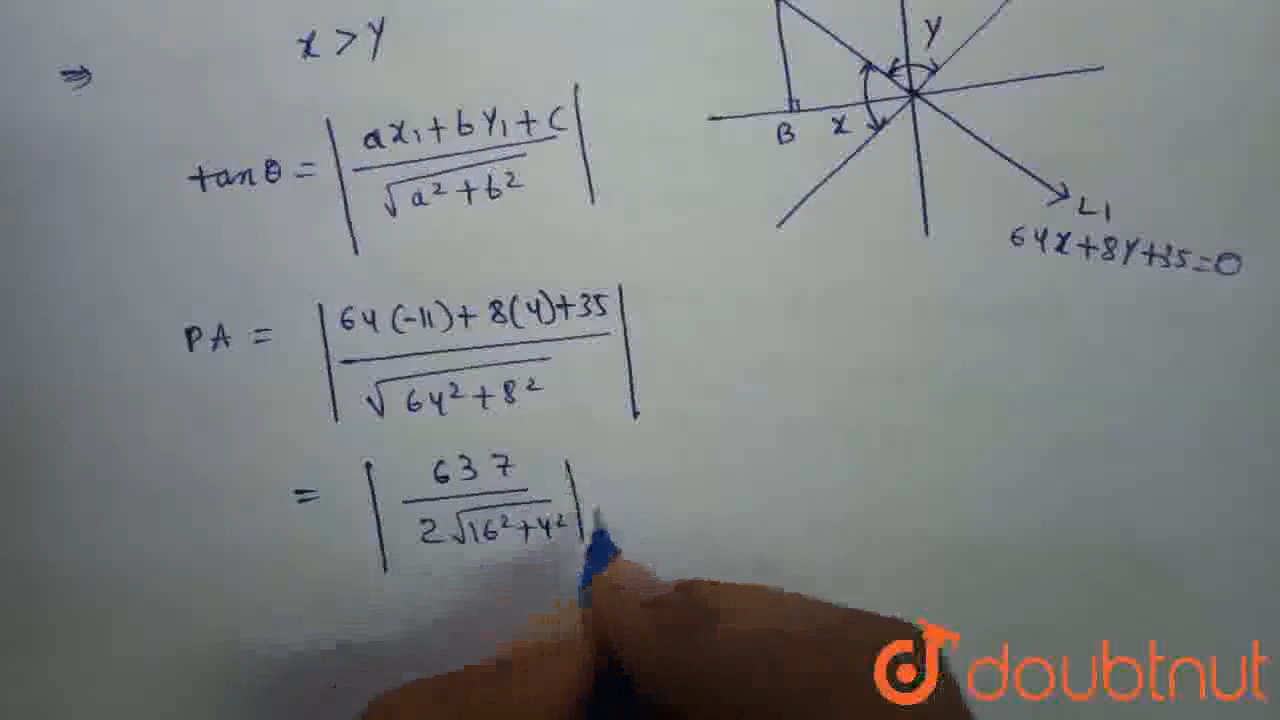 x > y
⇒
tanθ = | ax₁ + by₁ + c / √a² + b² |
PA = | 64(-11) + 8(4) + 35 / √64² + 8² |
= | 637 / 2√16² + 4² |
y
B
x
L1
64x+8y+35=0
doubtnut